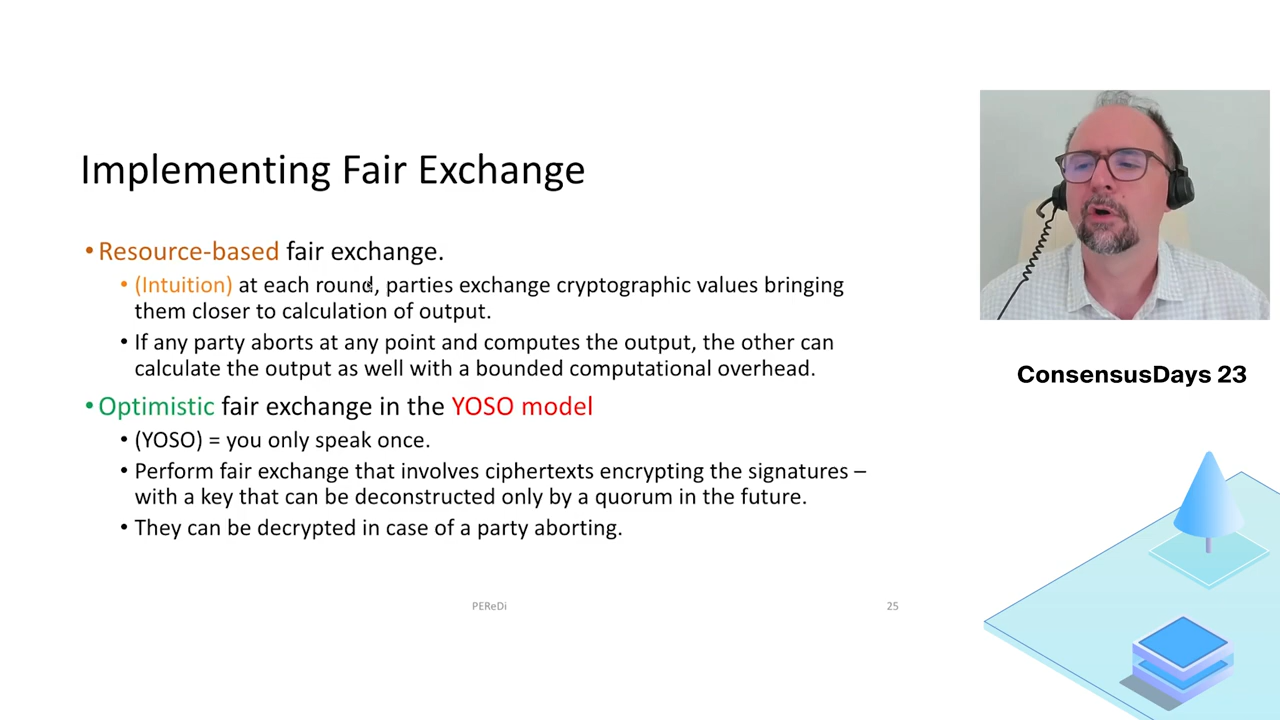 Implementing Fair Exchange
• Resource-based fair exchange.
• (Intuition) at each round, parties exchange cryptographic values bringing
them closer to calculation of output.
• If any party aborts at any point and computes the output, the other can
calculate the output as well with a bounded computational overhead.
• Optimistic fair exchange in the YOSO model
• (YOSO) = you only speak once.
• Perform fair exchange that involves ciphertexts encrypting the signatures –
with a key that can be deconstructed only by a quorum in the future.
• They can be decrypted in case of a party aborting.
PEReDi
25
ConsensusDays 23